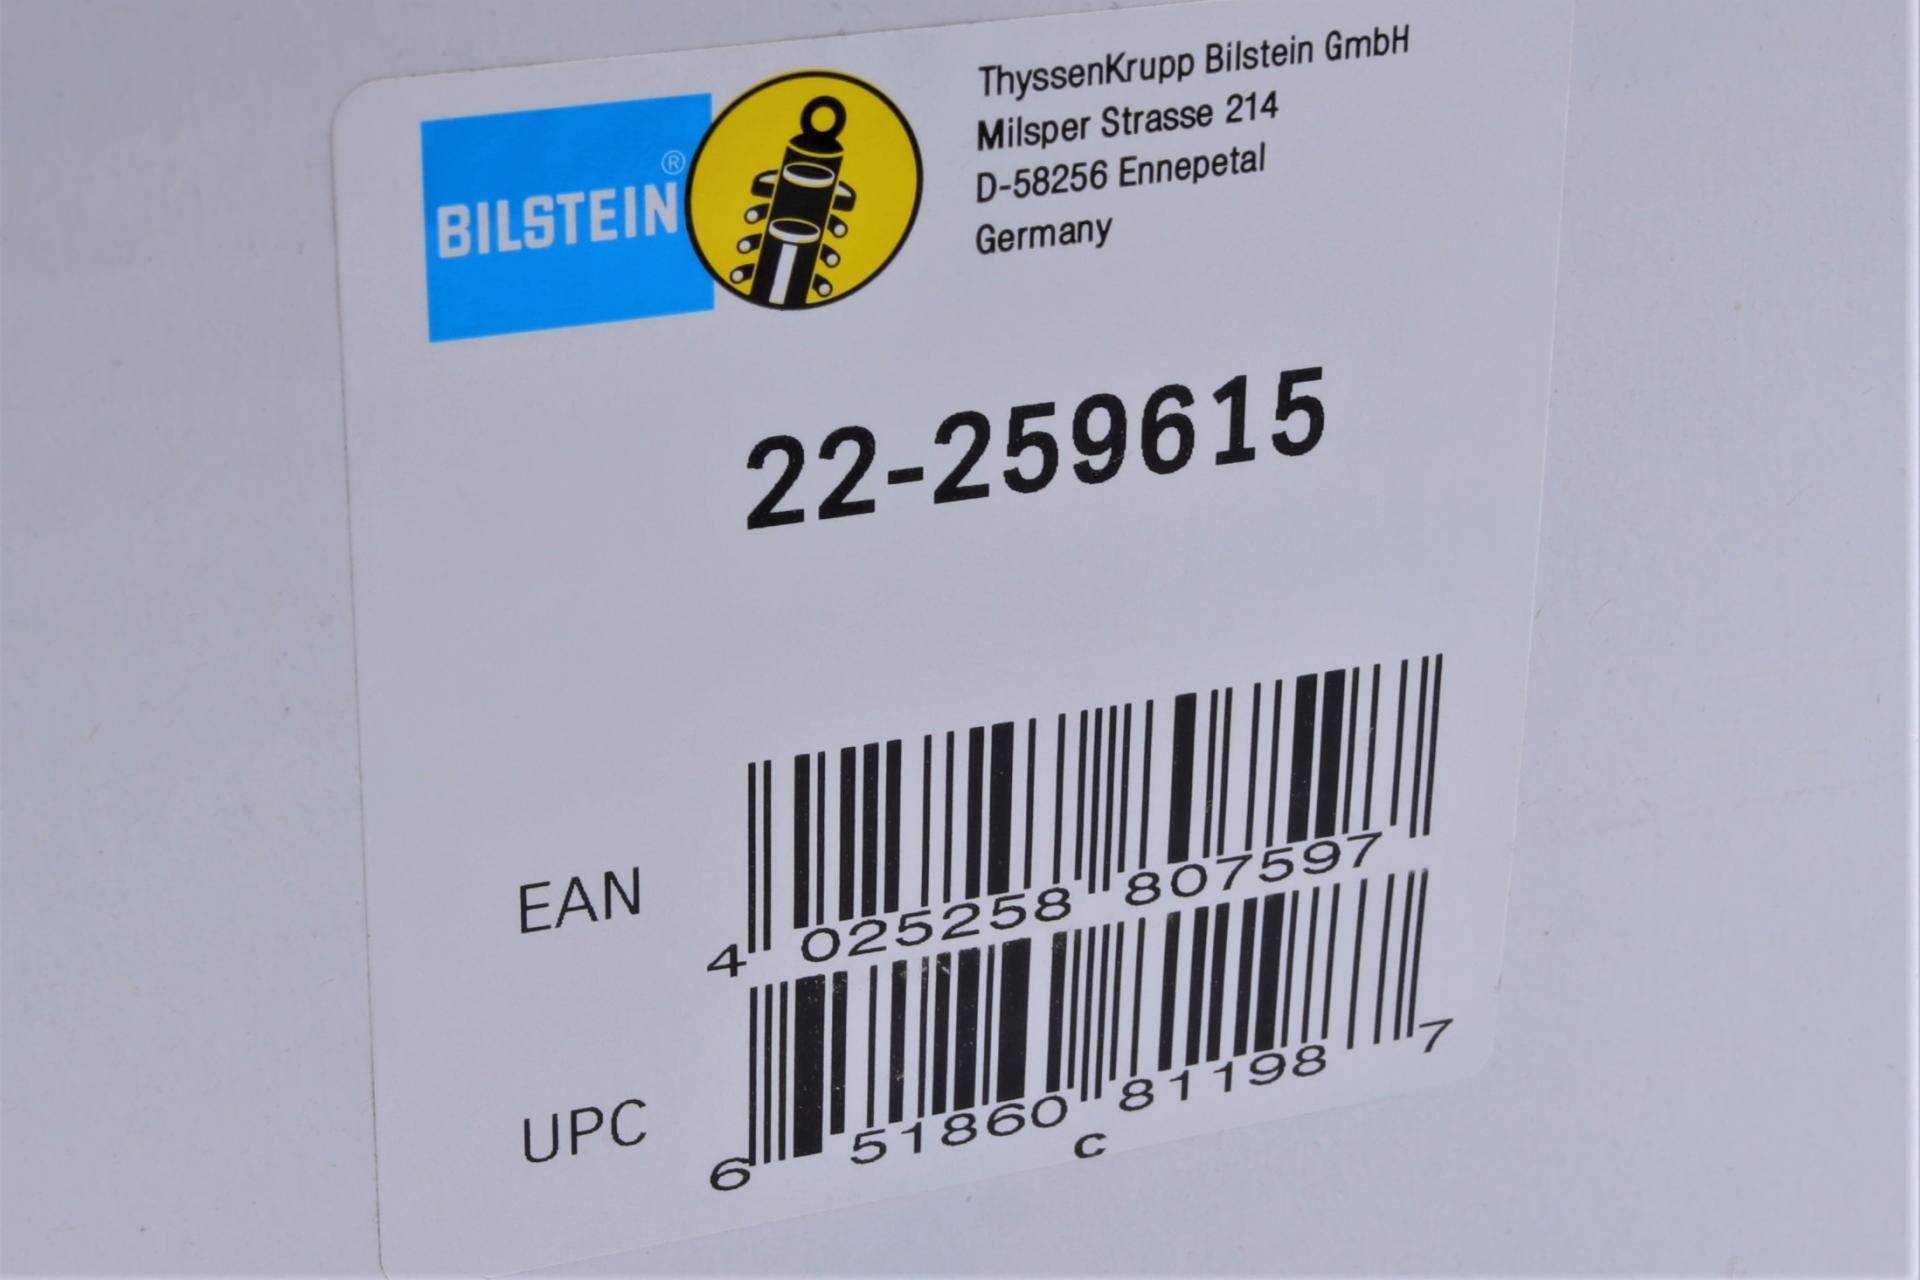 BILSTEIN®
ThyssenKrupp Bilstein GmbH
Milsper Strasse 214
D-58256 Ennepetal
Germany
22-259615
EAN
4 025258 807597
UPC
6 51860 81198 7
c